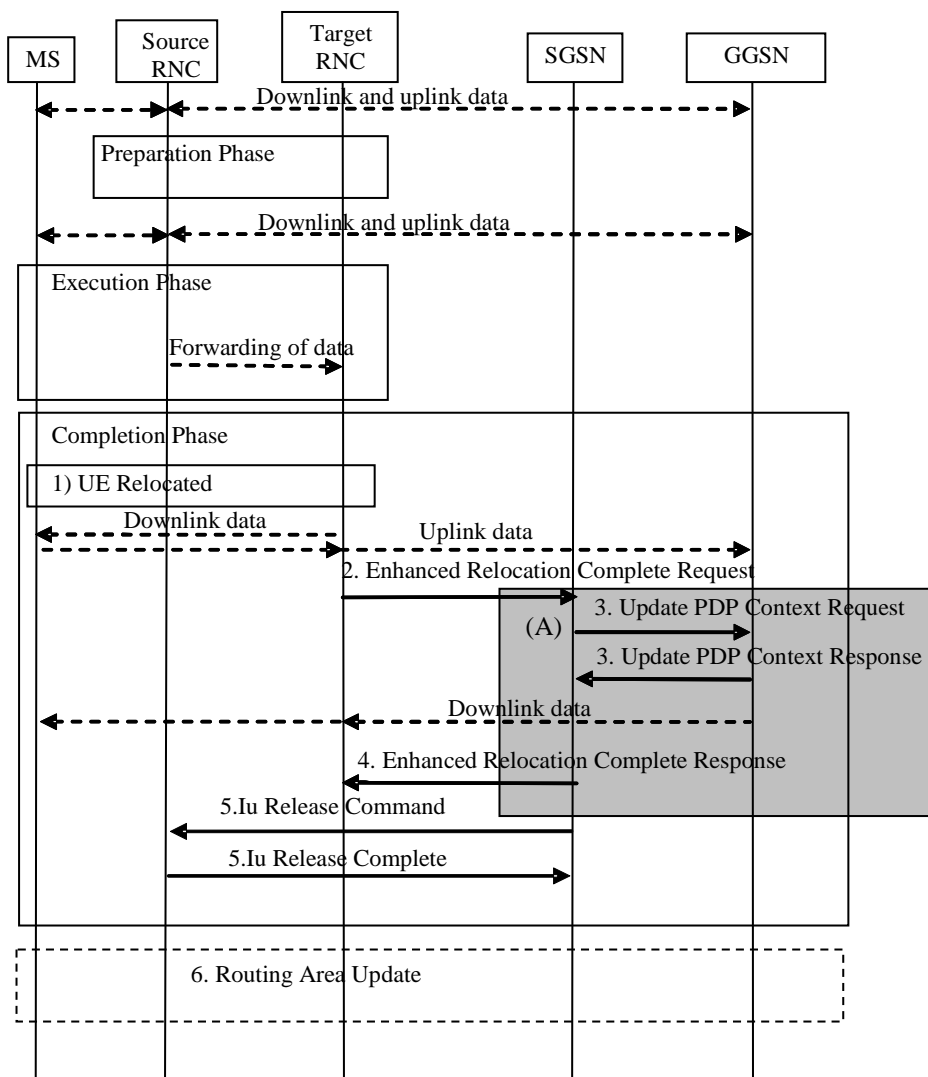 MS
Source
RNC
Target
RNC
SGSN
GGSN
Downlink and uplink data
Preparation Phase
Downlink and uplink data
Execution Phase
Forwarding of data
Completion Phase
1) UE Relocated
Downlink data
Uplink data
2. Enhanced Relocation Complete Request
(A)
3. Update PDP Context Request
3. Update PDP Context Response
Downlink data
4. Enhanced Relocation Complete Response
5.Iu Release Command
5.Iu Release Complete
6. Routing Area Update